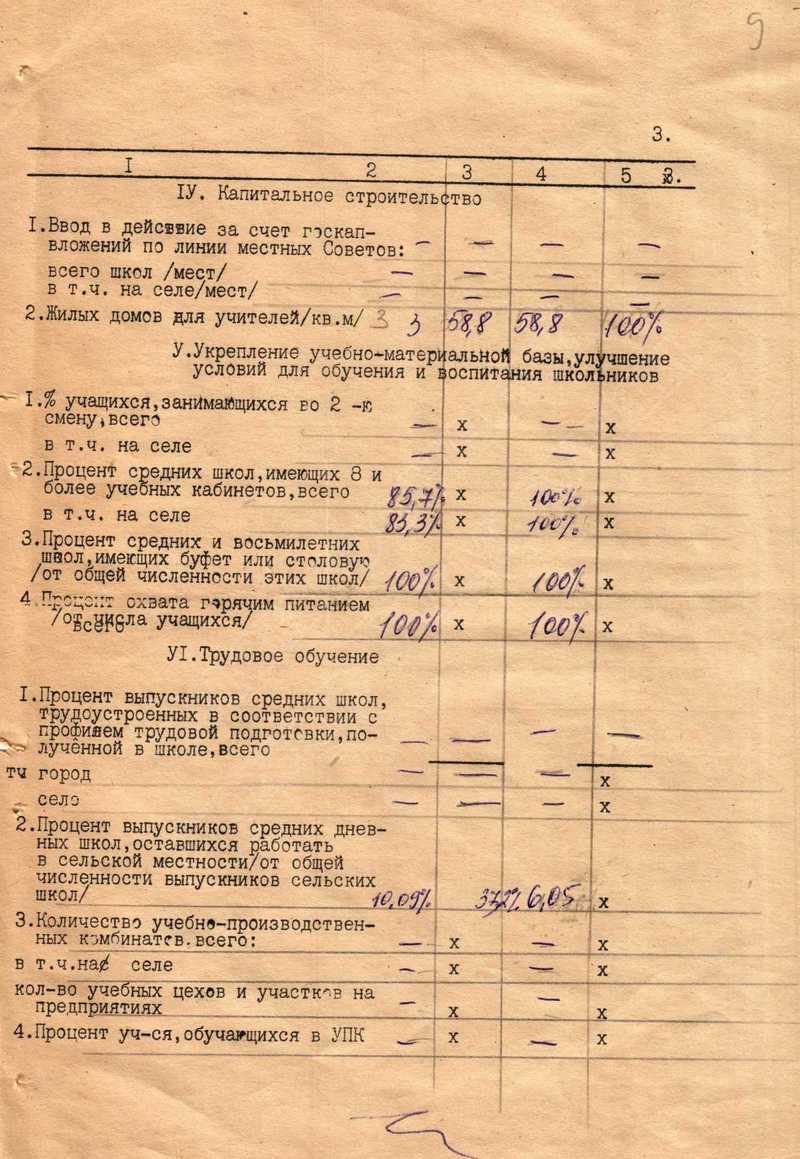 9
3.
I 2 3 4 5 3.
IУ. Капитальное строительство
I.Ввод в действие за счет госкап-
вложений по линии местных Советов: — — — —
всего школ /мест/ — — — —
в т.ч. на селе/мест/ — — — —
2.Жилых домов для учителей/кв.м/ 3 3 58,8 58,8 100%
У.Укрепление учебно-материальной базы,улучшение
условий для обучения и воспитания школьников
I.% учащихся,занимающихся во 2 -ю
смену,всего — х — — х
в т.ч. на селе — х — х
2.Процент средних школ,имеющих 8 и
более учебных кабинетов,всего 85,7% х 100% х
в т.ч. на селе 83,3% х 100% х
3.Процент средних и восьмилетних
школ,имеющих буфет или столовую
/от общей численности этих школ/ 100% х 100% х
4.Процент охвата горячим питанием
/от числа учащихся/ 100% х 100% х
всего
УI.Трудовое обучение
I.Процент выпускников средних школ,
трудоустроенных в соответствии с
профилем трудовой подготовки,по-
лученной в школе,всего — — — —
тч город — — — х
село — — — х
2.Процент выпускников средних днев-
ных школ,оставшихся работать
в сельской местности/от общей
численности выпускников сельских
школ/ 10,09% 6,05 х
3.Количество учебно-производствен-
ных комбинатов.всего: — х — х
в т.ч.на селе — х — х
кол-во учебных цехов и участков на
предприятиях — х — х
4.Процент уч-ся,обучающихся в УПК — х — х